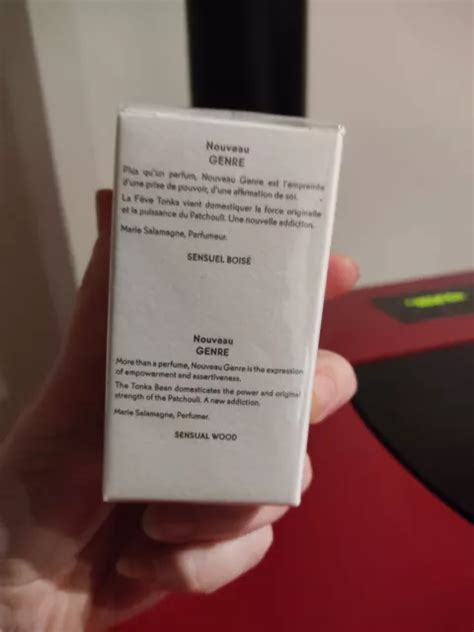 Nouveau
GENRE
Plus qu'un parfum, Nouveau Genre est l'empreinte
d'une prise de pouvoir, d'une affirmation de soi.
La Fève Tonka vient domestiquer la force originelle
et la puissance du Patchouli. Une nouvelle addiction.
Marie Salamagne, Parfumeur.
SENSUEL BOISÉ
Nouveau
GENRE
More than a perfume, Nouveau Genre is the expression
of empowerment and assertiveness.
The Tonka Bean domesticates the power and original
strength of the Patchouli. A new addiction.
Marie Salamagne, Perfumer.
SENSUAL WOOD